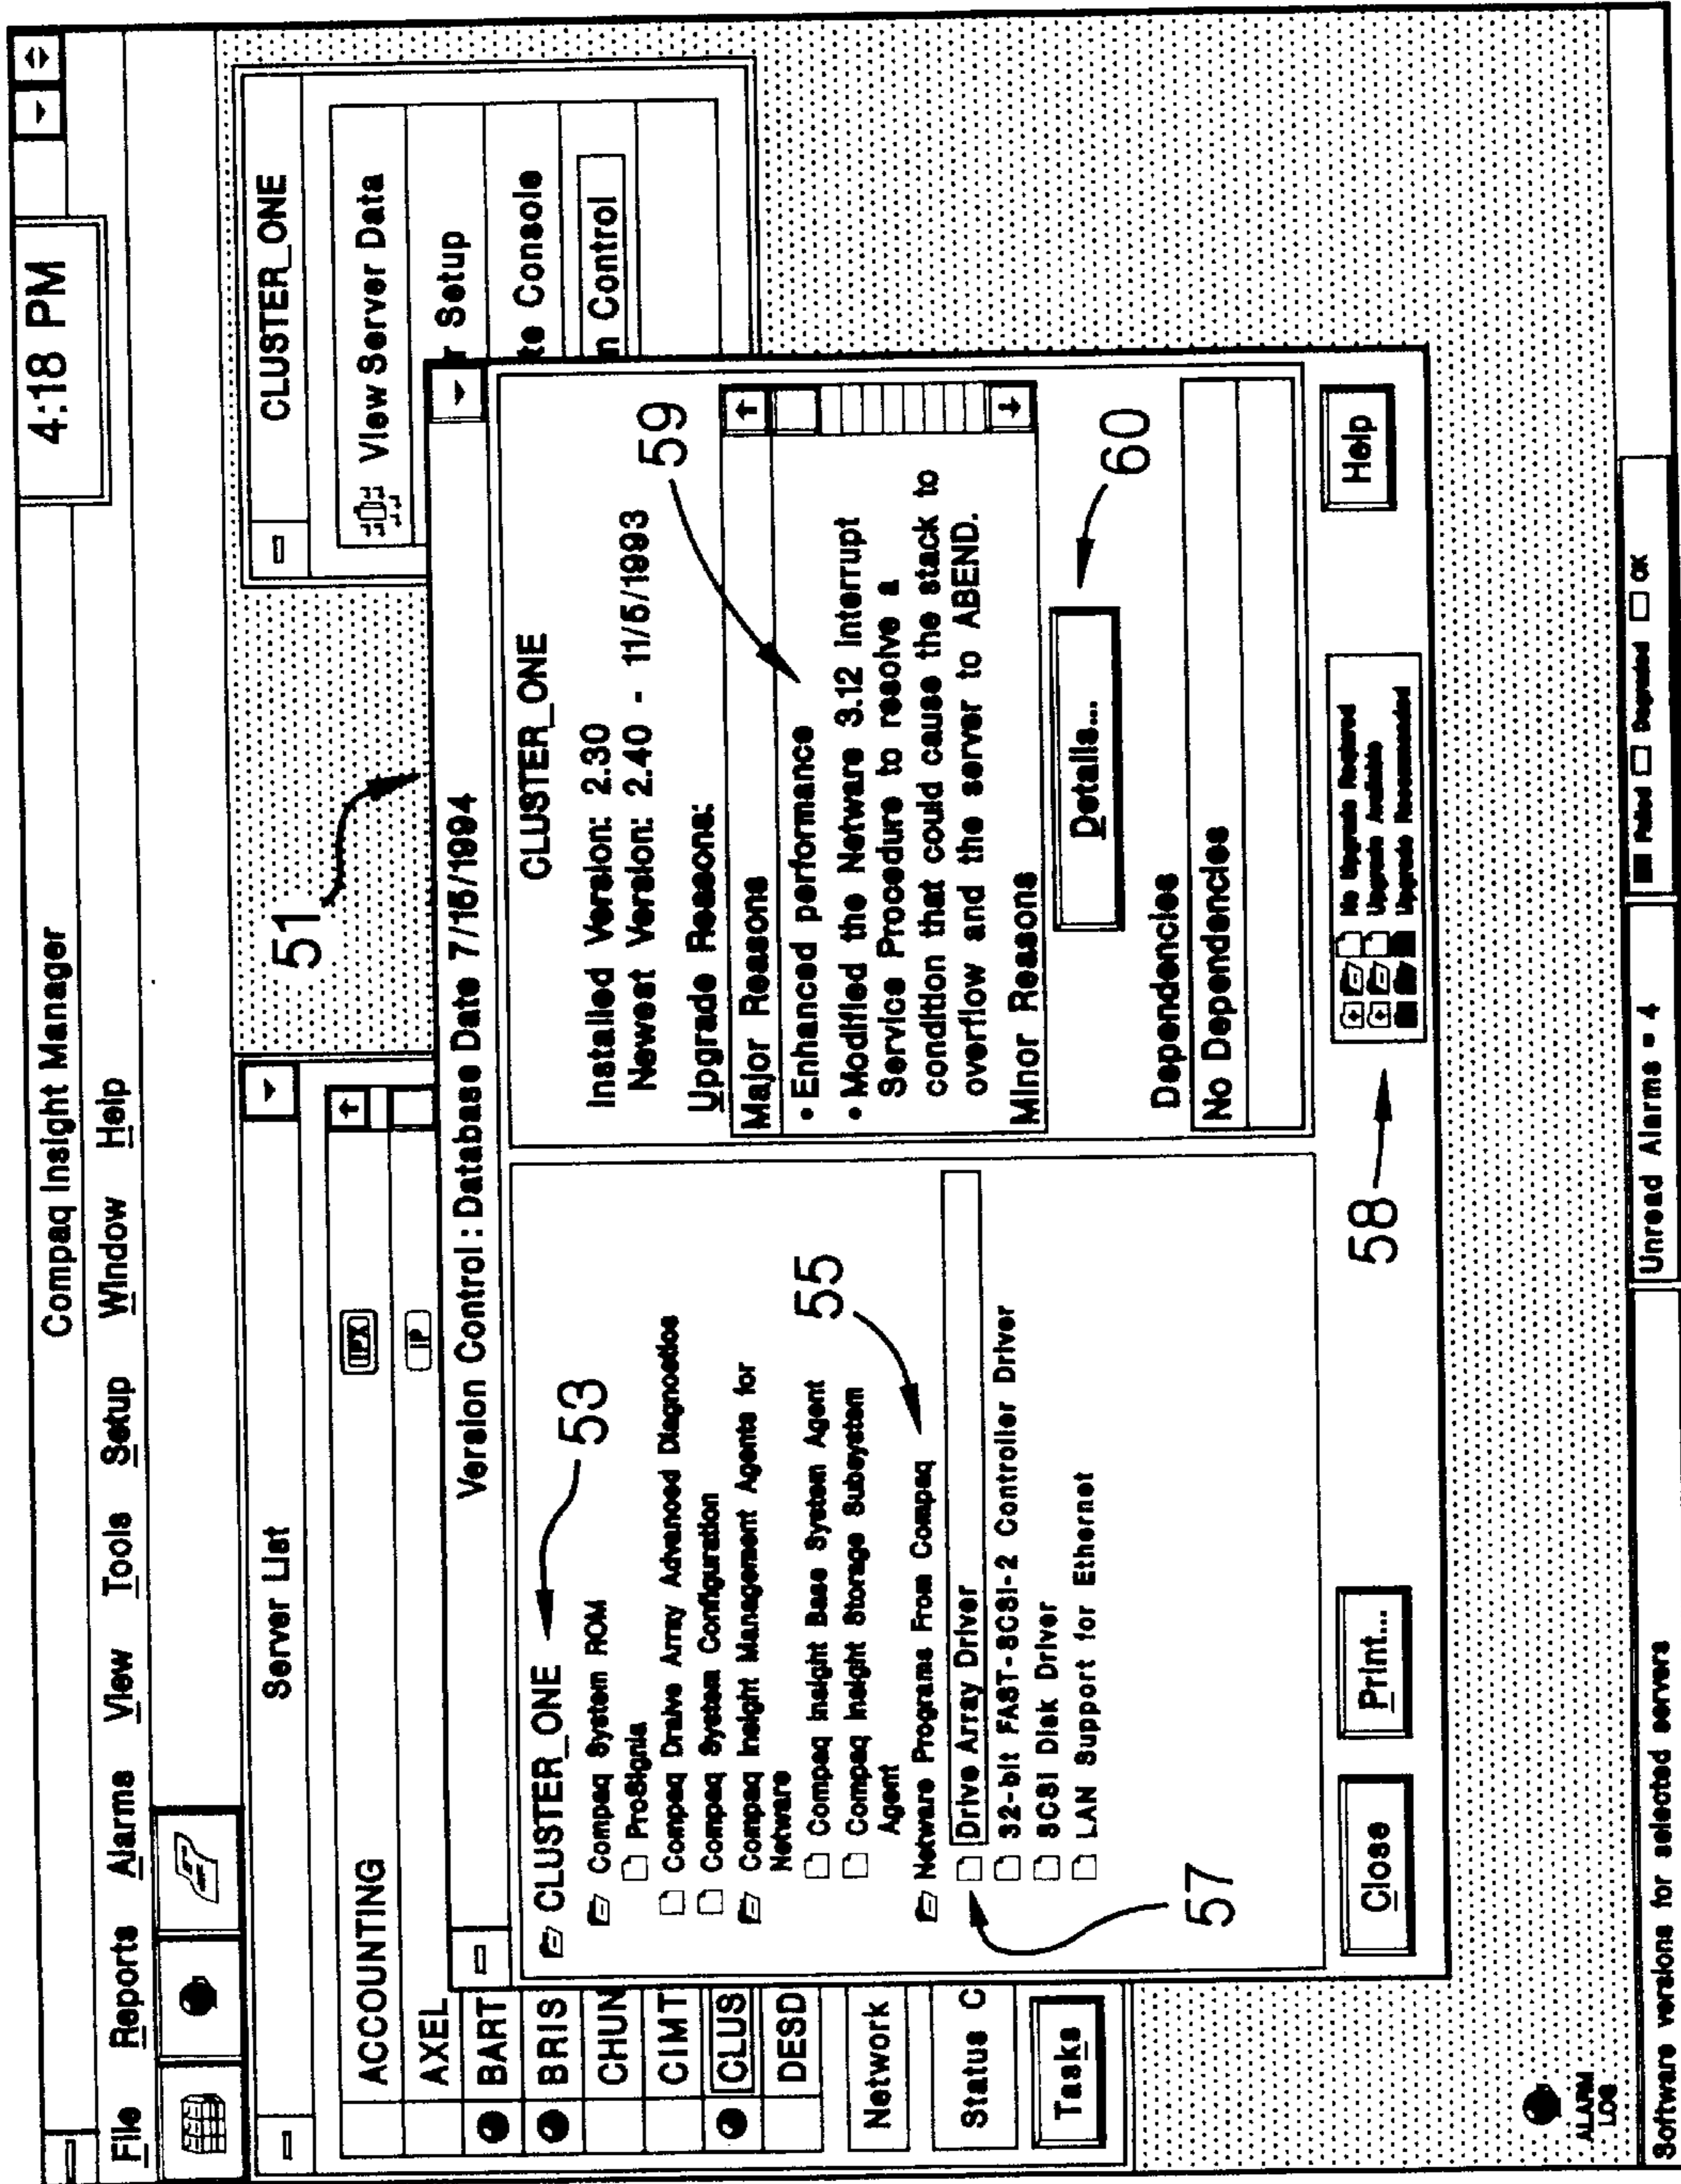 Compaq Insight Manager
4:18 PM
File Reports Alarms View Tools Setup Window Help
Server List
ACCOUNTING
IPX
AXEL
IP
BART
BRIS
CHUN
CIMT
CLUS
DESD
Network
Status C
Tasks
CLUSTER_ONE
View Server Data
r Setup
te Console
n Control
51
Version Control: Database Date 7/15/1994
CLUSTER_ONE
53
Compaq System ROM
ProSignia
Compaq Draive Array Advanced Diagnostics
Compaq System Configuration
Compaq Insight Management Agents for
Netware
Compaq Insight Base System Agent
Compaq Insight Storage Subsystem
Agent
55
Netware Programs From Compaq
Drive Array Driver
32-bit FAST-SCSI-2 Controller Driver
SCSI Disk Driver
LAN Support for Ethernet
57
CLUSTER_ONE
Installed Version: 2.30
Newest Version: 2.40 - 11/5/1993
59
Upgrade Reasons:
Major Reasons
• Enhanced performance
• Modified the Netware 3.12 Interrupt
Service Procedure to resolve a
condition that could cause the stack to
overflow and the server to ABEND.
Minor Reasons
Details...
60
Dependencies
No Dependencies
Close
Print...
58
No Upgrade Required
Upgrade Available
Upgrade Recommended
Help
ALARM
LOG
Software versions for selected servers
Unread Alarms = 4
Failed Degraded OK